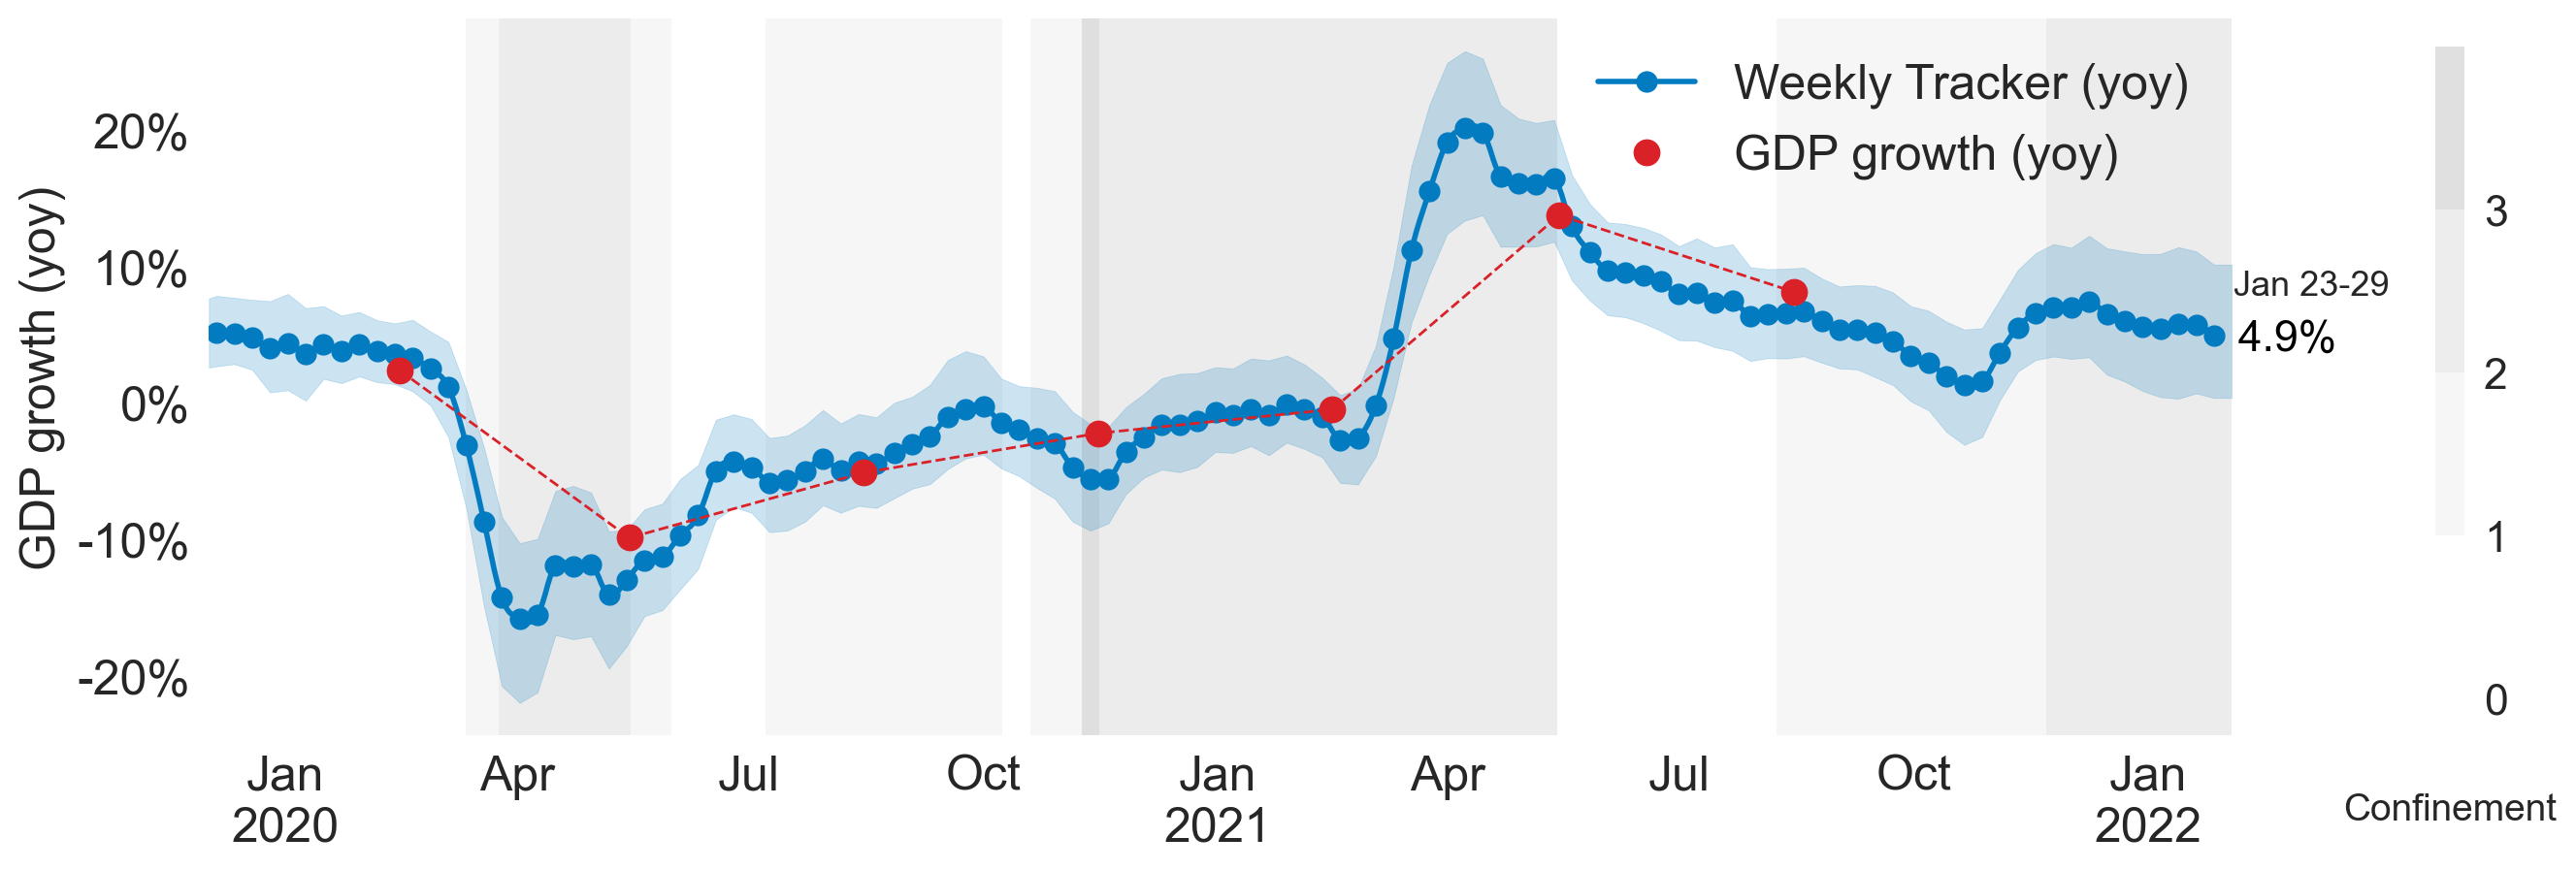 Weekly Tracker (yoy)
GDP growth (yoy)
GDP growth (yoy)
20%
10%
0%
-10%
-20%
Jan 23-29
4.9%
3
2
1
0
Jan
2020
Apr
Jul
Oct
Jan
2021
Apr
Jul
Oct
Jan
2022
Confinement